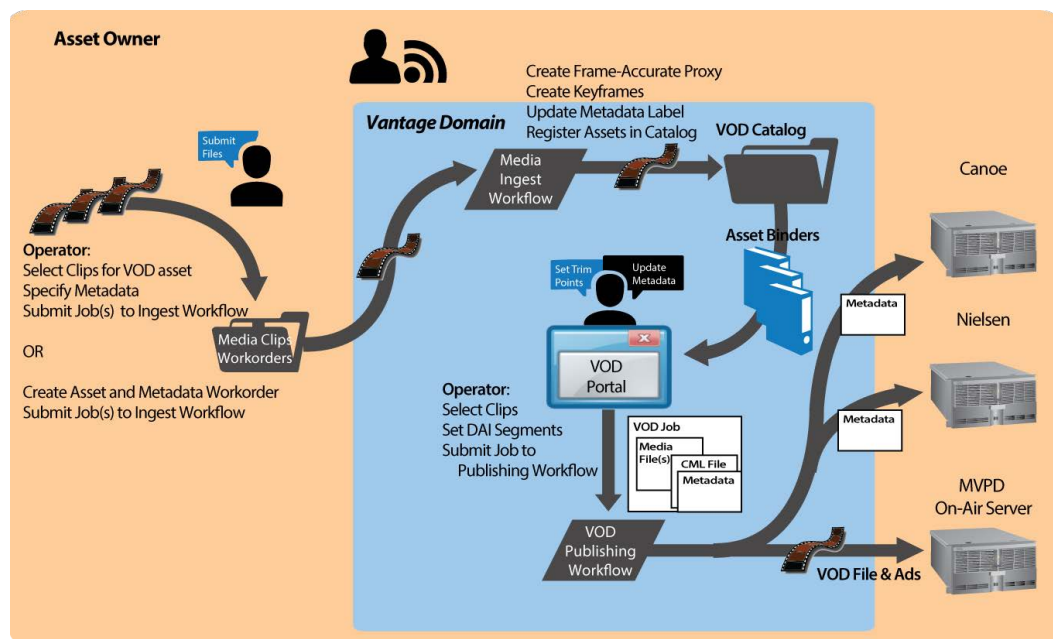 Asset Owner
Submit
Files
Operator:
Select Clips for VOD asset
Specify Metadata
Submit Job(s) to Ingest Workflow
OR
Create Asset and Metadata Workorder
Submit Job(s) to Ingest Workflow
Media Clips
Workorders
Vantage Domain
Create Frame-Accurate Proxy
Create Keyframes
Update Metadata Label
Register Assets in Catalog
Media
Ingest
Workflow
VOD Catalog
Asset Binders
Set Trim
Points
Update
Metadata
VOD
Portal
Operator:
Select Clips
Set DAI Segments
Submit Job to
Publishing Workflow
VOD Job
Media
File(s)
CML File
Metadata
VOD
Publishing
Workflow
Canoe
Metadata
Nielsen
Metadata
MVPD
On-Air Server
VOD File & Ads